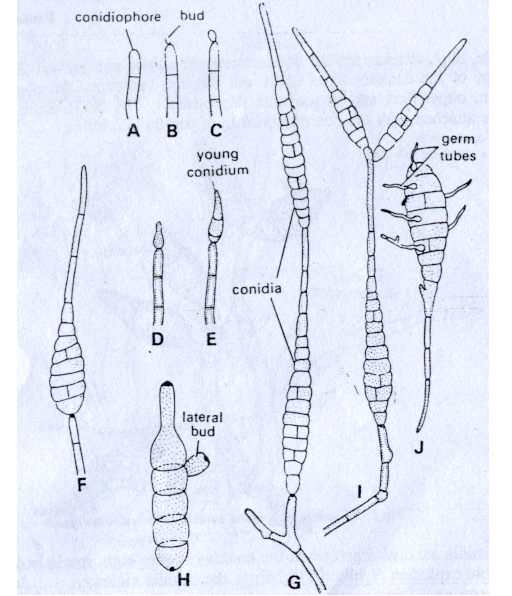 conidiophore
bud
A
B
C
young
conidium
germ
tubes
D
E
conidia
F
lateral
bud
J
I
H
G